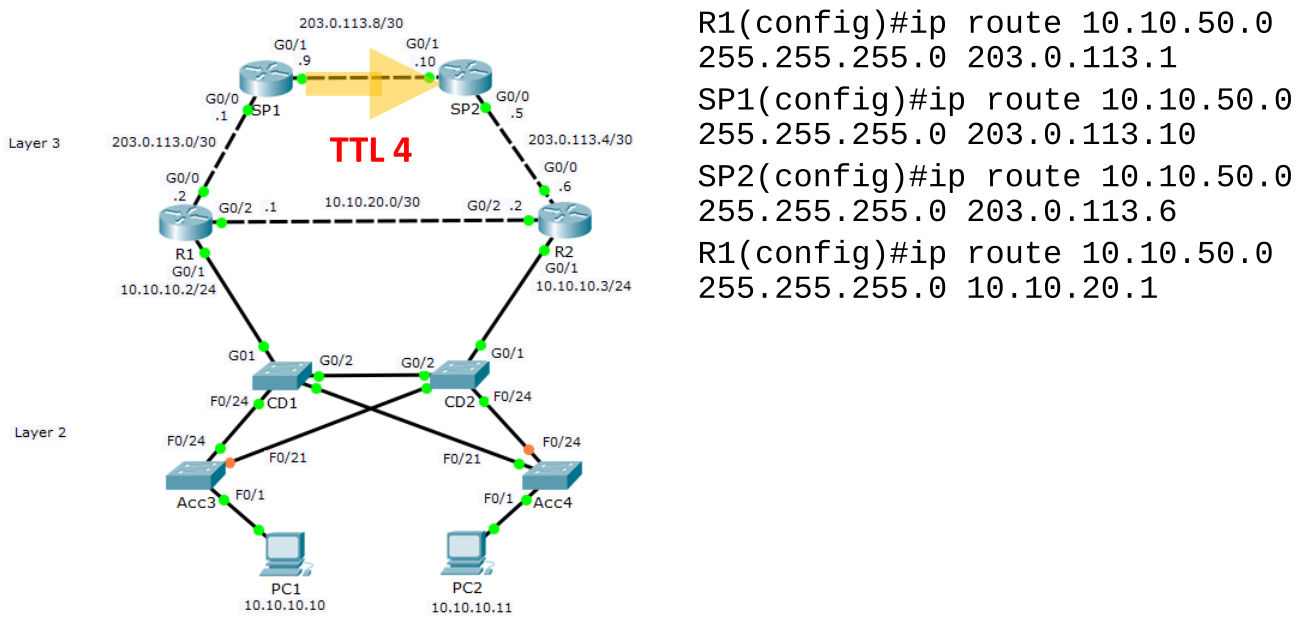 203.0.113.8/30
G0/1
.9
G0/1
.10
SP1
SP2
G0/0
.1
G0/0
.5
TTL 4
Layer 3
203.0.113.0/30
203.0.113.4/30
G0/0
.2
G0/0
.6
G0/2 .1
10.10.20.0/30
G0/2 .2
R1
G0/1
10.10.10.2/24
R2
G0/1
10.10.10.3/24
G01
G0/2
G0/2
G0/1
CD1
CD2
F0/24
F0/24
Layer 2
F0/24
F0/21
F0/21
F0/24
Acc3
F0/1
F0/1
Acc4
PC1
10.10.10.10
PC2
10.10.10.11
R1(config)#ip route 10.10.50.0
255.255.255.0 203.0.113.1
SP1(config)#ip route 10.10.50.0
255.255.255.0 203.0.113.10
SP2(config)#ip route 10.10.50.0
255.255.255.0 203.0.113.6
R1(config)#ip route 10.10.50.0
255.255.255.0 10.10.20.1